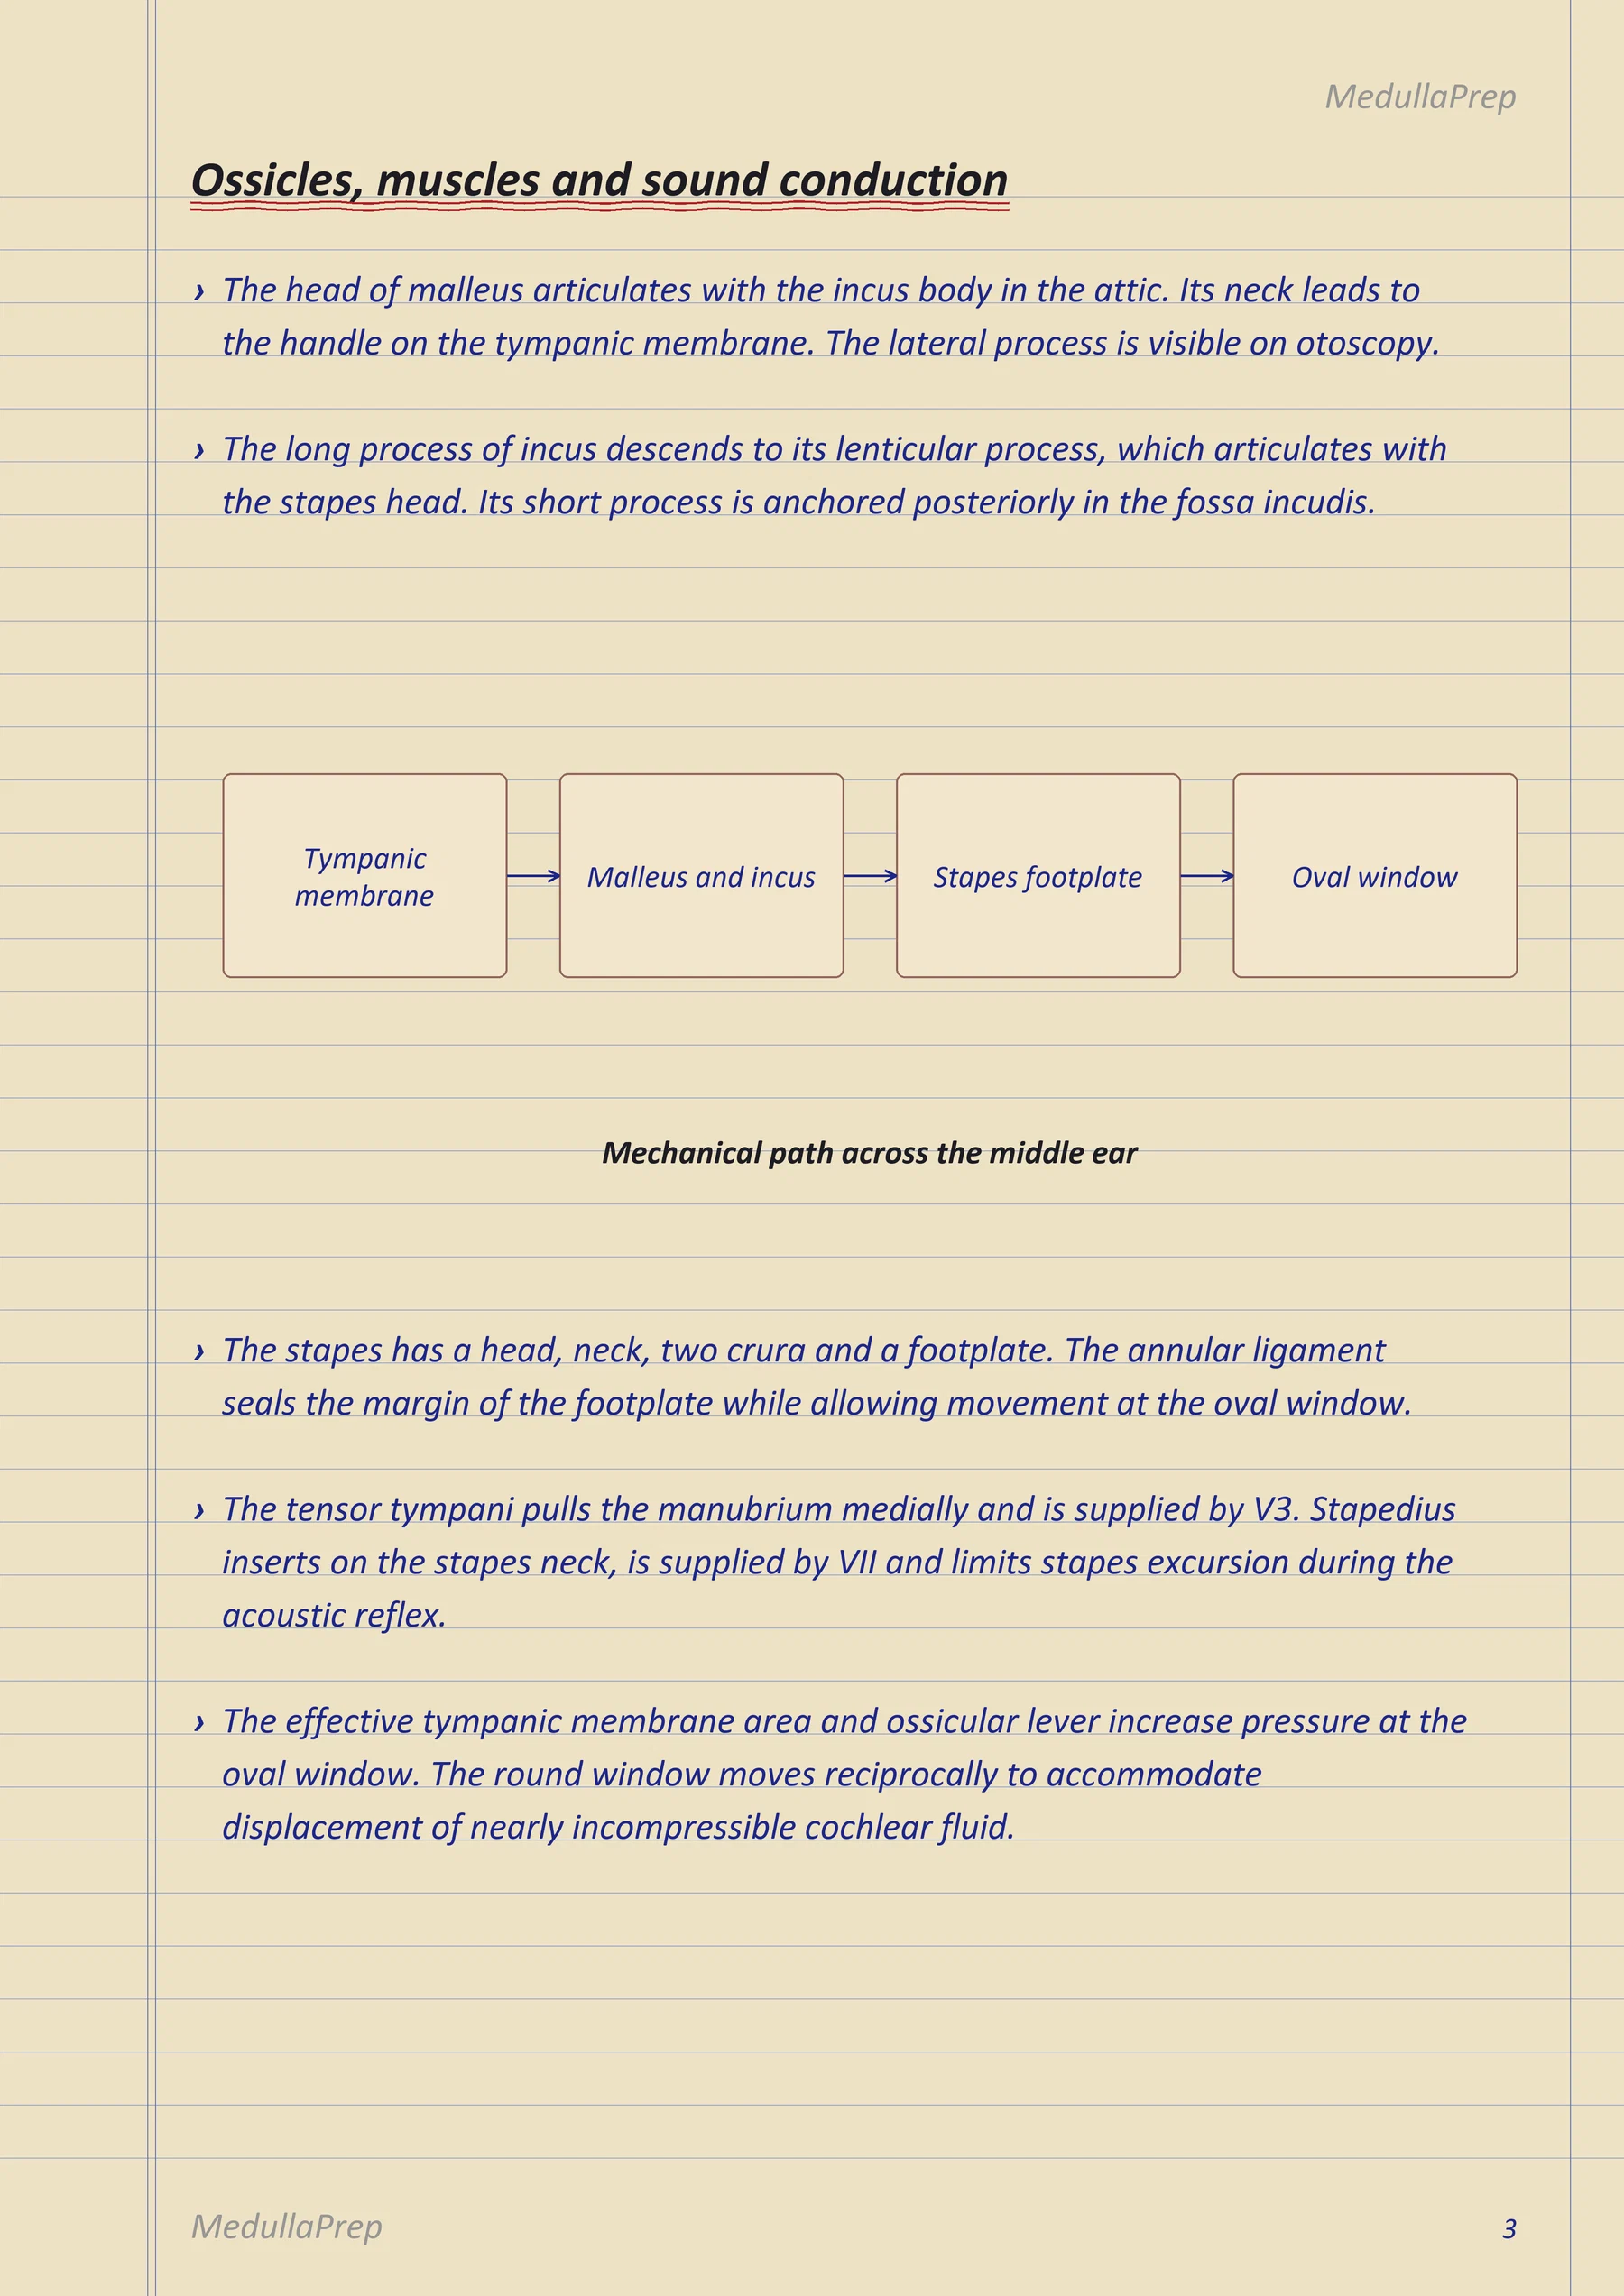 MedullaPrep
Ossicles, muscles and sound conduction
› The head of malleus articulates with the incus body in the attic. Its neck leads to
the handle on the tympanic membrane. The lateral process is visible on otoscopy.
› The long process of incus descends to its lenticular process, which articulates with
the stapes head. Its short process is anchored posteriorly in the fossa incudis.
Tympanic
membrane
Malleus and incus
Stapes footplate
Oval window
Mechanical path across the middle ear
› The stapes has a head, neck, two crura and a footplate. The annular ligament
seals the margin of the footplate while allowing movement at the oval window.
› The tensor tympani pulls the manubrium medially and is supplied by V3. Stapedius
inserts on the stapes neck, is supplied by VII and limits stapes excursion during the
acoustic reflex.
› The effective tympanic membrane area and ossicular lever increase pressure at the
oval window. The round window moves reciprocally to accommodate
displacement of nearly incompressible cochlear fluid.
MedullaPrep
3